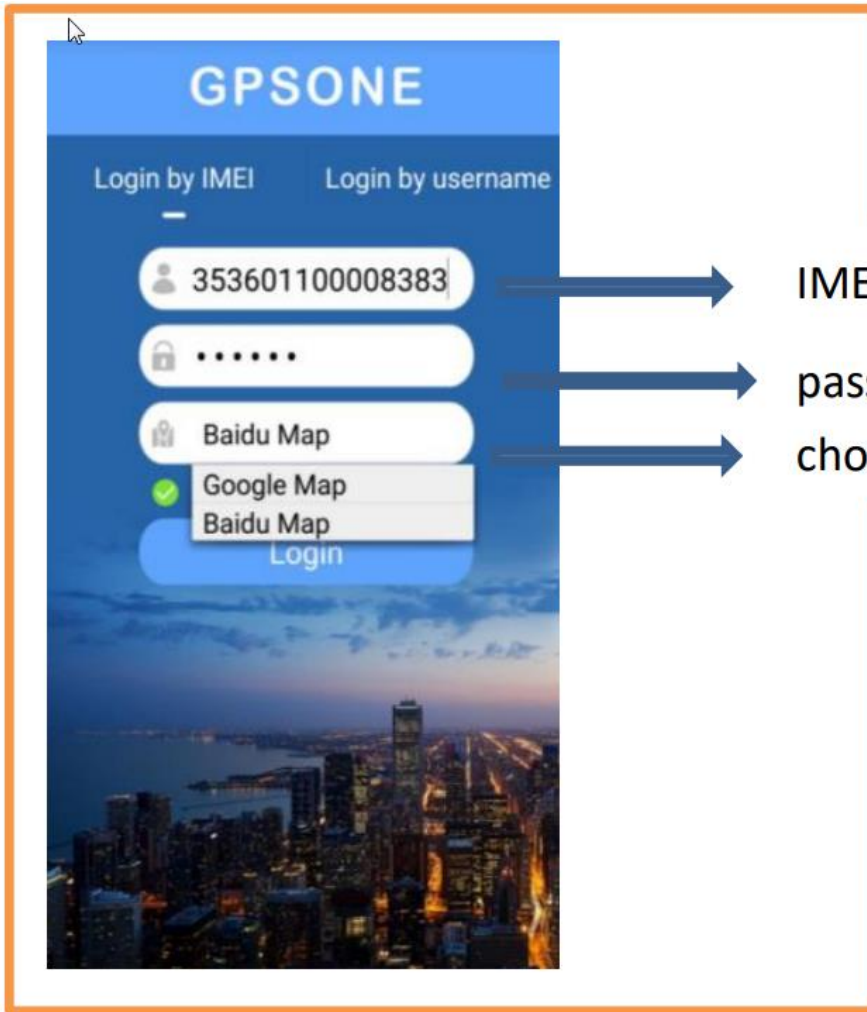 GPSONE
Login by IMEI Login by username
353601100008383
••••••
Baidu Map
Google Map
Baidu Map
Login
IME
pass
cho